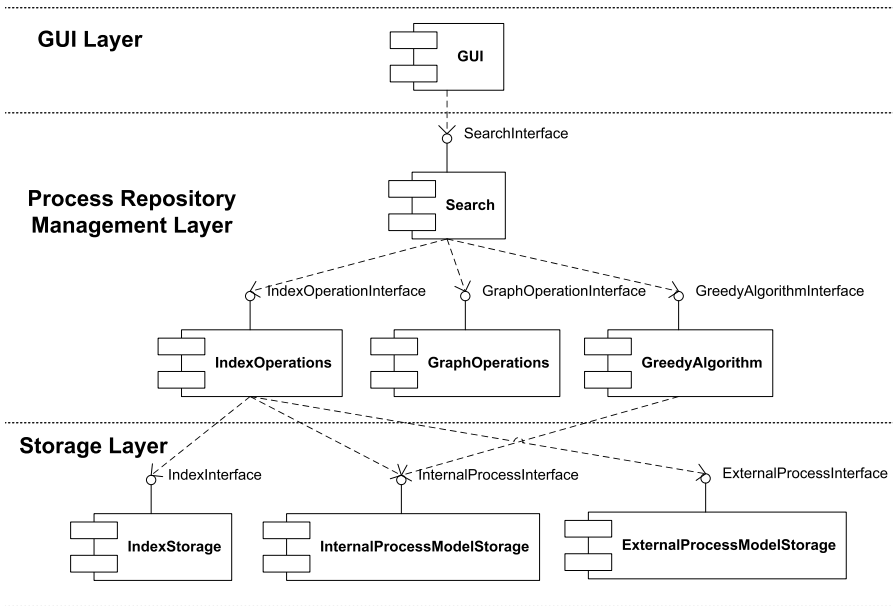 GUI Layer
GUI
SearchInterface
Process Repository
Management Layer
Search
IndexOperationInterface
GraphOperationInterface
GreedyAlgorithmInterface
IndexOperations
GraphOperations
GreedyAlgorithm
Storage Layer
IndexInterface
InternalProcessInterface
ExternalProcessInterface
IndexStorage
InternalProcessModelStorage
ExternalProcessModelStorage